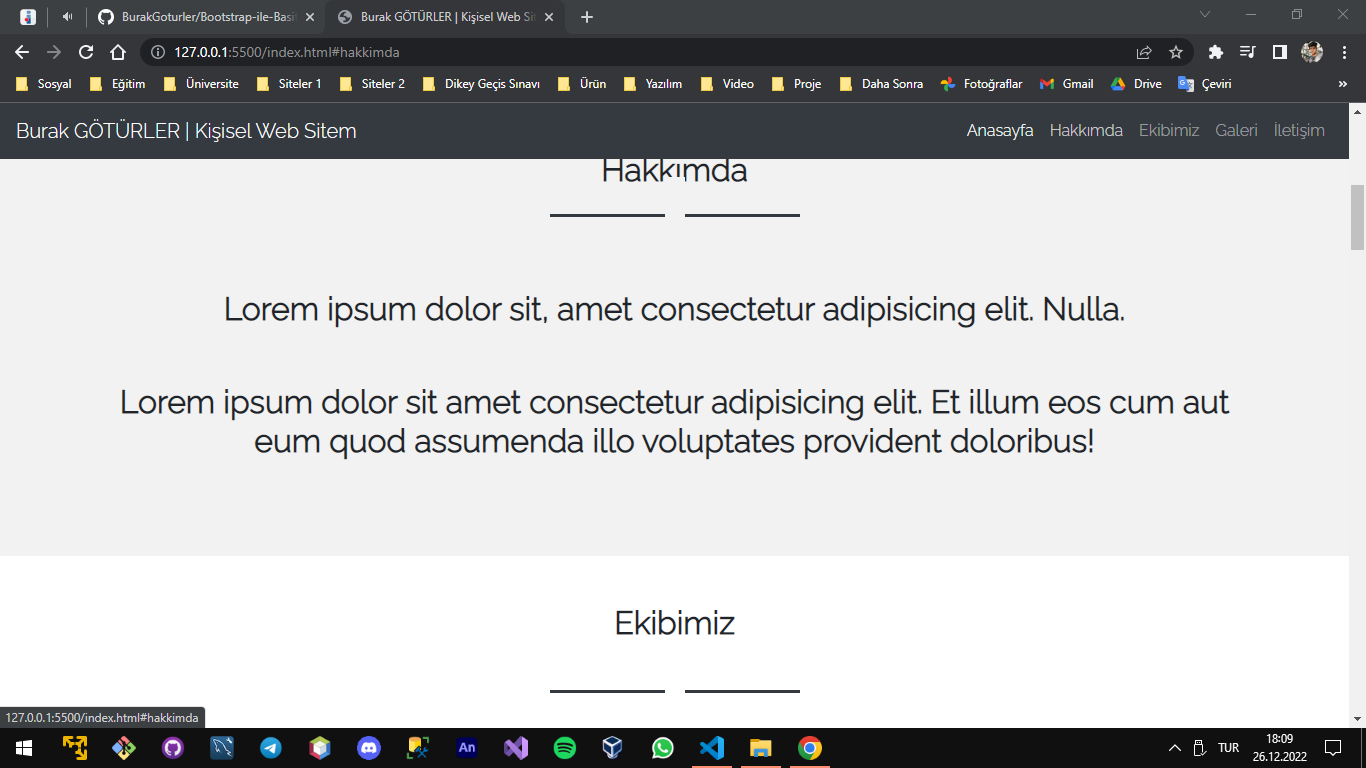 BurakGoturler/Bootstrap-ile-Basi
Burak GÖTÜRLER | Kişisel Web Sit
127.0.0.1:5500/index.html#hakkimda
Sosyal Eğitim Üniversite Siteler 1 Siteler 2 Dikey Geçiş Sınavı Ürün Yazılım Video Proje Daha Sonra Fotoğraflar Gmail Drive Çeviri »
Burak GÖTÜRLER | Kişisel Web Sitem
Anasayfa Hakkımda Ekibimiz Galeri İletişim
Hakkımda
Lorem ipsum dolor sit, amet consectetur adipisicing elit. Nulla.
Lorem ipsum dolor sit amet consectetur adipisicing elit. Et illum eos cum aut
eum quod assumenda illo voluptates provident doloribus!
Ekibimiz
127.0.0.1:5500/index.html#hakkimda
An
TUR
18:09
26.12.2022